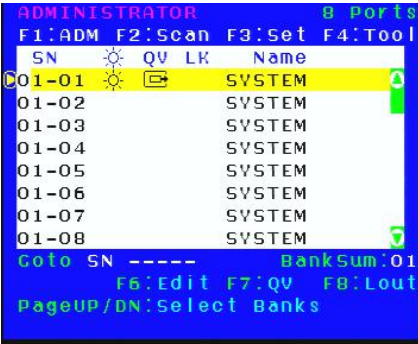 ADMINISTRATOR 8 Ports
F1:ADM F2:Scan F3:Set F4:Tool
SN QV LK Name
01-01 SYSTEM
01-02 SYSTEM
01-03 SYSTEM
01-04 SYSTEM
01-05 SYSTEM
01-06 SYSTEM
01-07 SYSTEM
01-08 SYSTEM
Goto SN ----- BankSum:01
F6:Edit F7:QV F8:Lout
PageUP/DN:Select Banks